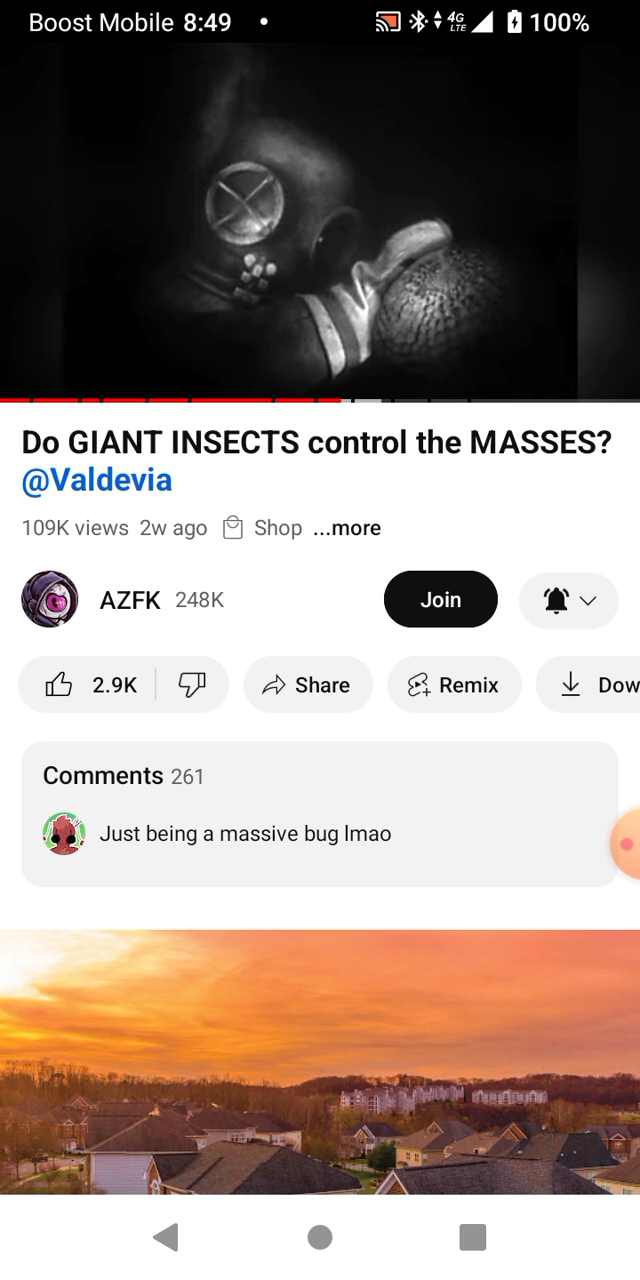 Boost Mobile 8:49 • 4G LTE 100%
Do GIANT INSECTS control the MASSES?
@Valdevia
109K views 2w ago Shop ...more
AZFK 248K Join
2.9K Share Remix Dow
Comments 261
Just being a massive bug lmao